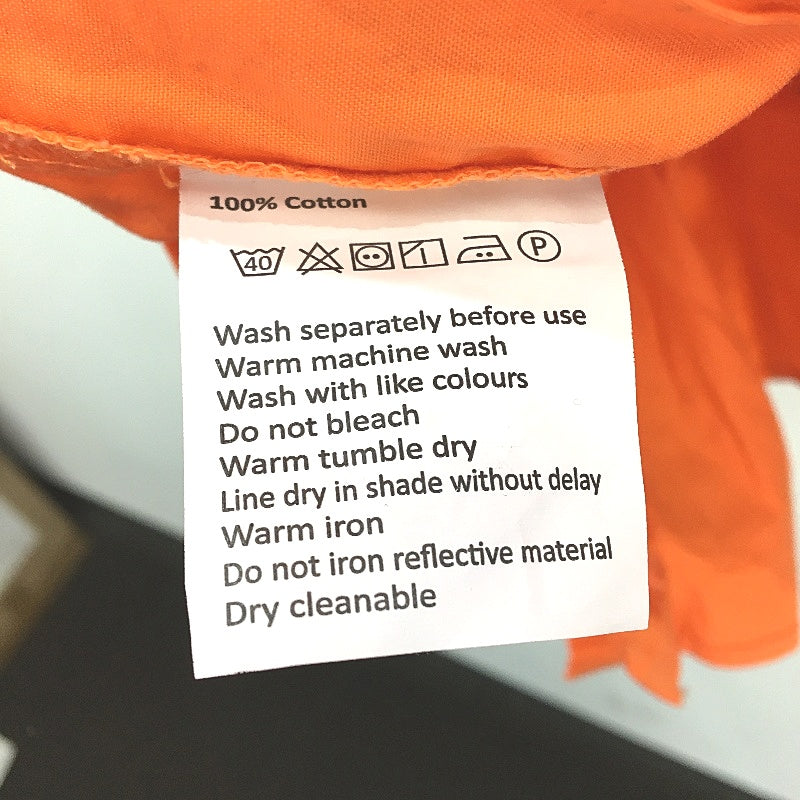 100% Cotton
40 P
Wash separately before use
Warm machine wash
Wash with like colours
Do not bleach
Warm tumble dry
Line dry in shade without delay
Warm iron
Do not iron reflective material
Dry cleanable